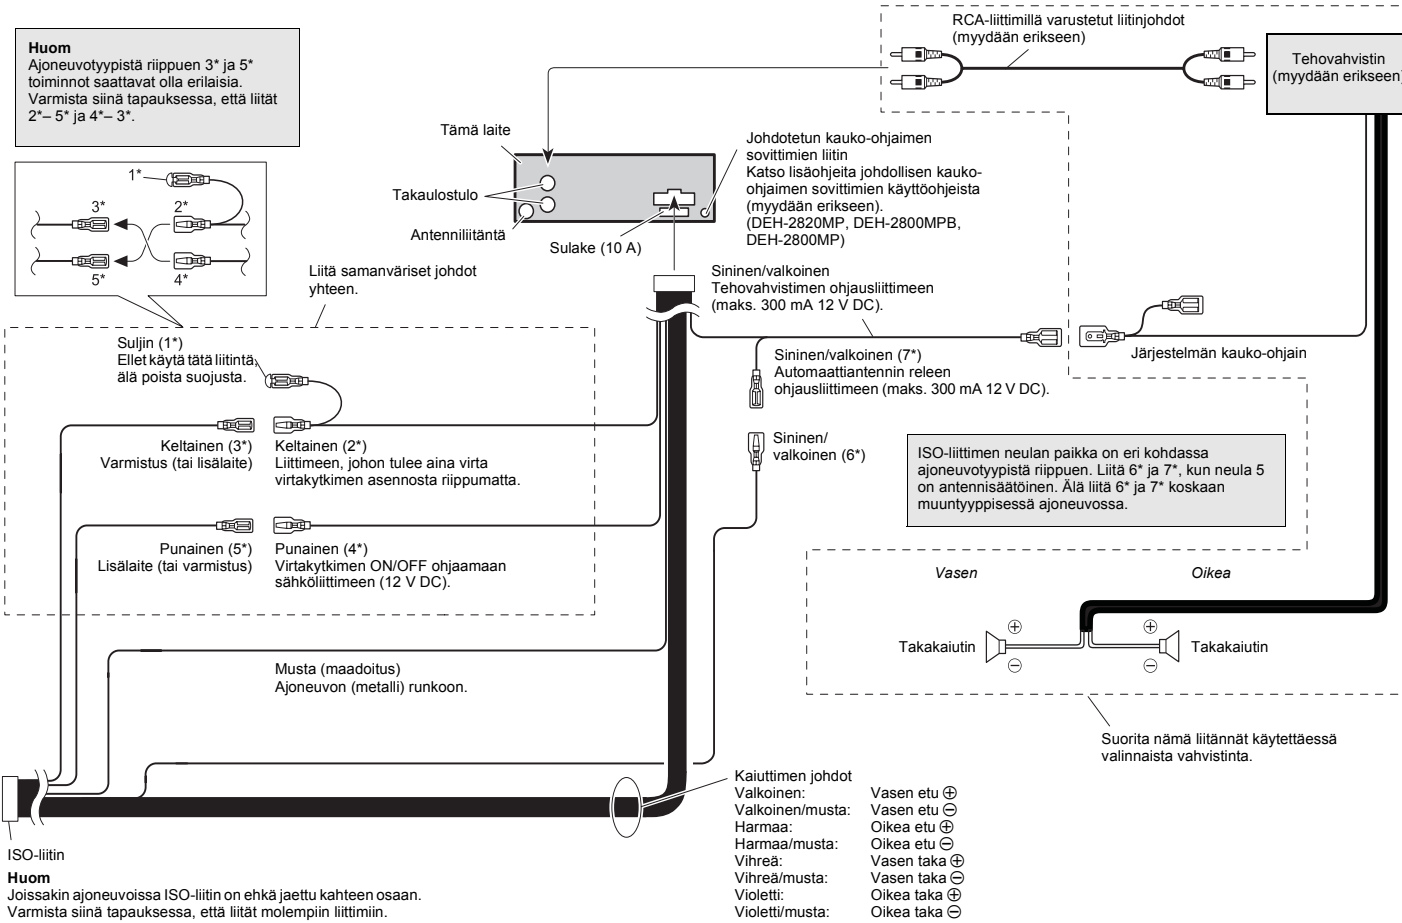 Huom
Ajoneuvotyypistä riippuen 3* ja 5*
toiminnot saattavat olla erilaisia.
Varmista siinä tapauksessa, että liität
2*– 5* ja 4*– 3*.
1*
3*
2*
5*
4*
RCA-liittimillä varustetut liitinjohdot
(myydään erikseen)
Tehovahvistin
(myydään erikseen)
Tämä laite
Takaulostulo
Antenniliitäntä
Sulake (10 A)
Johdotetun kauko-ohjaimen
sovittimien liitin
Katso lisäohjeita johdollisen kauko-
ohjaimen sovittimien käyttöohjeista
(myydään erikseen).
(DEH-2820MP, DEH-2800MPB,
DEH-2800MP)
Liitä samanväriset johdot
yhteen.
Sininen/valkoinen
Tehovahvistimen ohjausliittimeen
(maks. 300 mA 12 V DC).
Järjestelmän kauko-ohjain
Suljin (1*)
Ellet käytä tätä liitintä,
älä poista suojusta.
Sininen/valkoinen (7*)
Automaattiantennin releen
ohjausliittimeen (maks. 300 mA 12 V DC).
Keltainen (3*)
Varmistus (tai lisälaite)
Keltainen (2*)
Liittimeen, johon tulee aina virta
virtakytkimen asennosta riippumatta.
Sininen/
valkoinen (6*)
ISO-liittimen neulan paikka on eri kohdassa
ajoneuvotyypistä riippuen. Liitä 6* ja 7*, kun neula 5
on antennisäätöinen. Älä liitä 6* ja 7* koskaan
muuntyyppisessä ajoneuvossa.
Punainen (5*)
Lisälaite (tai varmistus)
Punainen (4*)
Virtakytkimen ON/OFF ohjaamaan
sähköliittimeen (12 V DC).
Vasen
Oikea
Takakaiutin
⊕
⊖
⊕
⊖
Takakaiutin
Musta (maadoitus)
Ajoneuvon (metalli) runkoon.
Suorita nämä liitännät käytettäessä
valinnaista vahvistinta.
Kaiuttimen johdot
Valkoinen: Vasen etu ⊕
Valkoinen/musta: Vasen etu ⊖
Harmaa: Oikea etu ⊕
Harmaa/musta: Oikea etu ⊖
Vihreä: Vasen taka ⊕
Vihreä/musta: Vasen taka ⊖
Violetti: Oikea taka ⊕
Violetti/musta: Oikea taka ⊖
ISO-liitin
Huom
Joissakin ajoneuvoissa ISO-liitin on ehkä jaettu kahteen osaan.
Varmista siinä tapauksessa, että liität molempiin liittimiin.